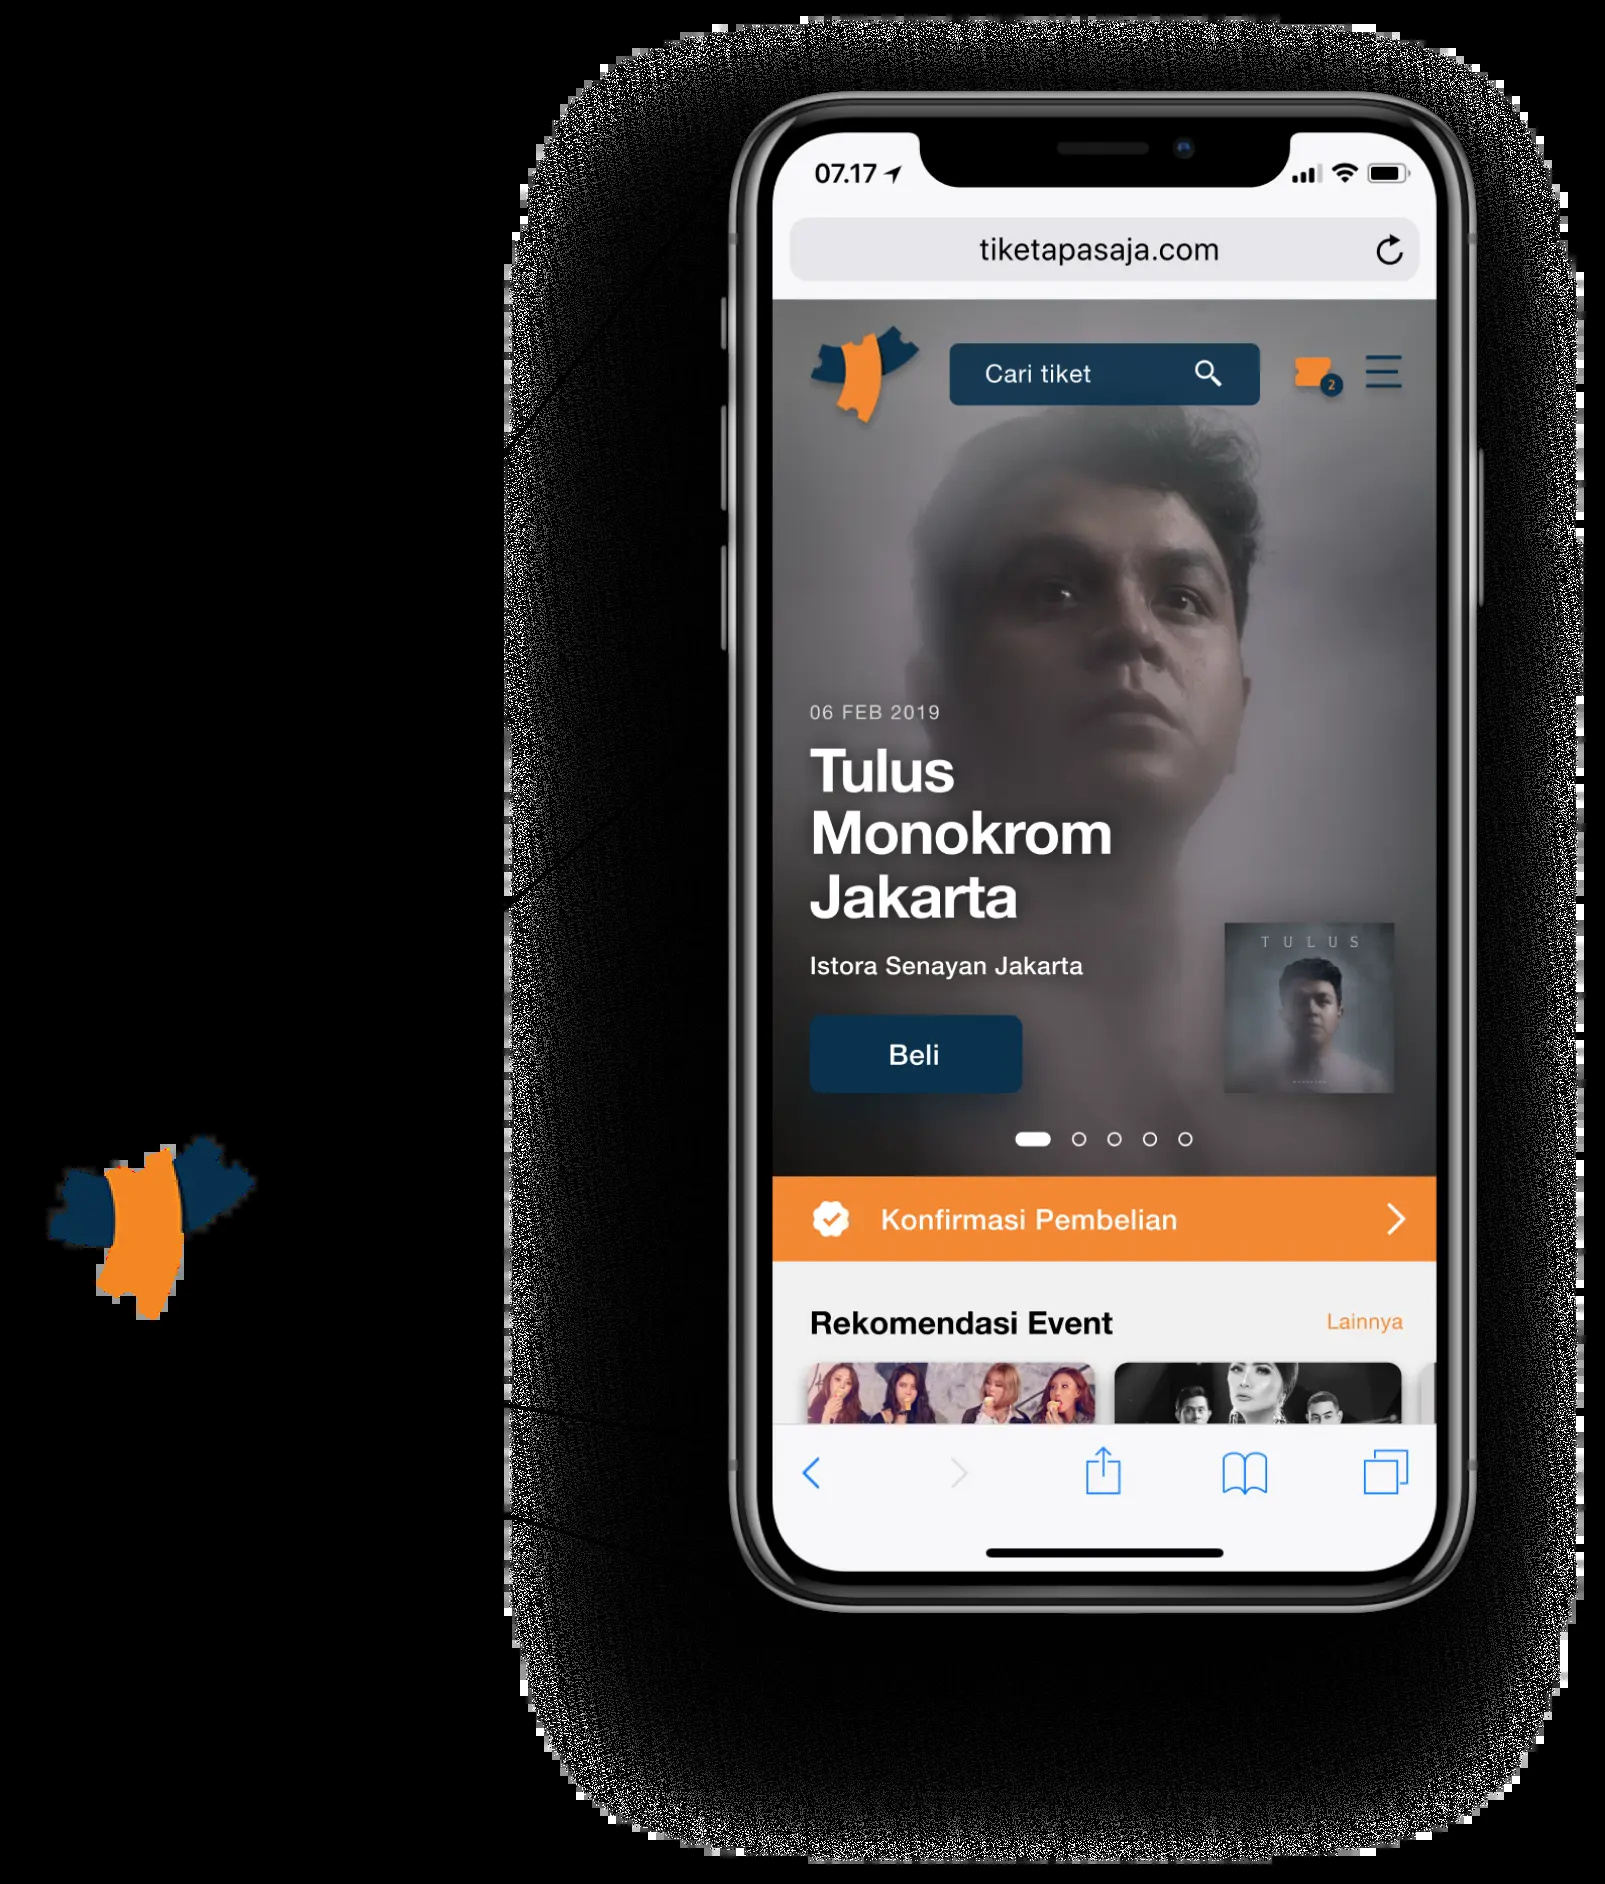 07.17
tiketapasaja.com
Cari tiket
2
06 FEB 2019
Tulus
Monokrom
Jakarta
Istora Senayan Jakarta
TULUS
Beli
Konfirmasi Pembelian
Rekomendasi Event
Lainnya